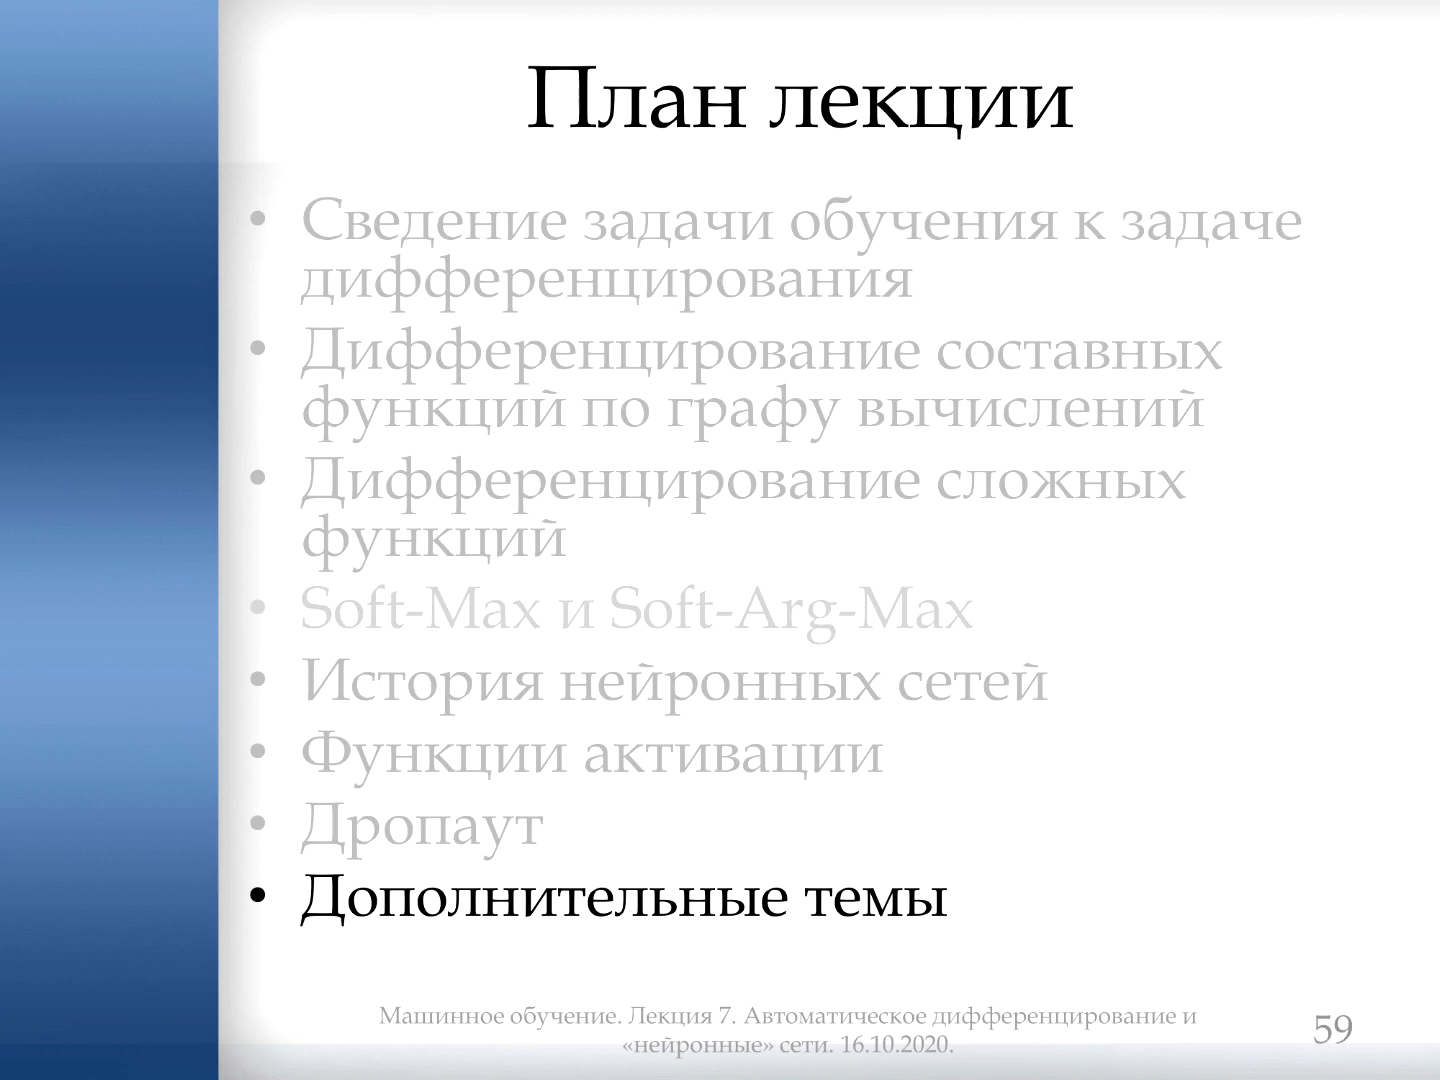 План лекции
• Сведение задачи обучения к задаче
дифференцирования
• Дифференцирование составных
функций по графу вычислений
• Дифференцирование сложных
функций
• Soft-Max и Soft-Arg-Max
• История нейронных сетей
• Функции активации
• Дропаут
• Дополнительные темы
Машинное обучение. Лекция 7. Автоматическое дифференцирование и
«нейронные» сети. 16.10.2020.
59